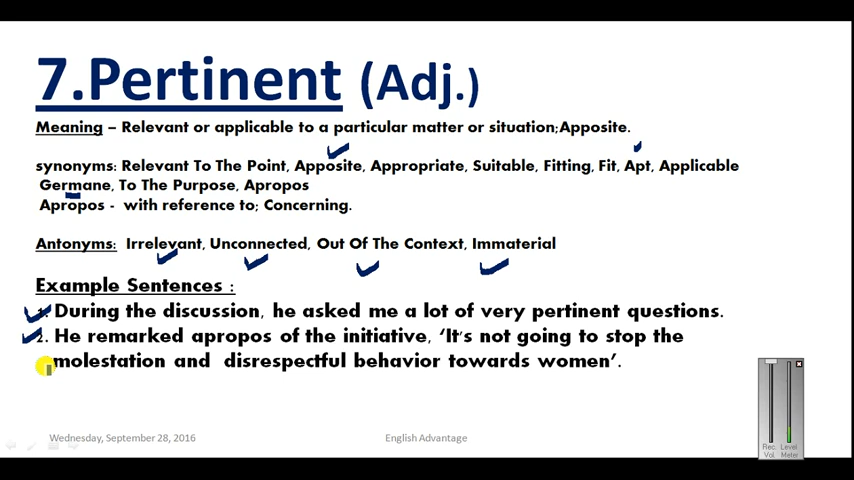 7.Pertinent (Adj.)
Meaning – Relevant or applicable to a particular matter or situation;Apposite.
synonyms: Relevant To The Point, Apposite, Appropriate, Suitable, Fitting, Fit, Apt, Applicable
Germane, To The Purpose, Apropos
Apropos - with reference to; Concerning.
Antonyms: Irrelevant, Unconnected, Out Of The Context, Immaterial
Example Sentences :
1. During the discussion, he asked me a lot of very pertinent questions.
2. He remarked apropos of the initiative, ‘It's not going to stop the
molestation and disrespectful behavior towards women’.
Wednesday, September 28, 2016
English Advantage
Rec. Level
Vol Meter